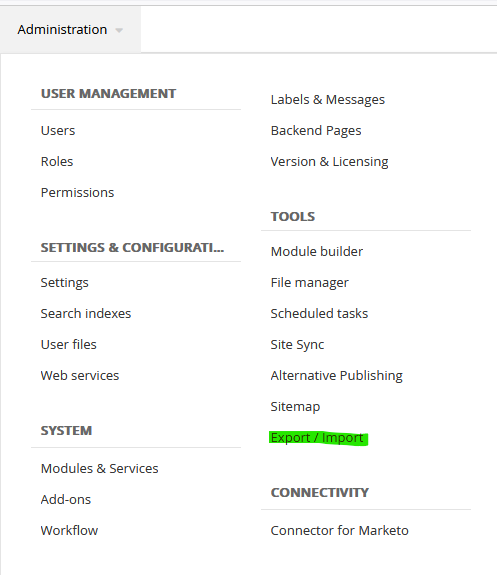 Administration
USER MANAGEMENT
Users
Roles
Permissions
SETTINGS & CONFIGURATI...
Settings
Search indexes
User files
Web services
SYSTEM
Modules & Services
Add-ons
Workflow
Labels & Messages
Backend Pages
Version & Licensing
TOOLS
Module builder
File manager
Scheduled tasks
Site Sync
Alternative Publishing
Sitemap
Export / Import
CONNECTIVITY
Connector for Marketo